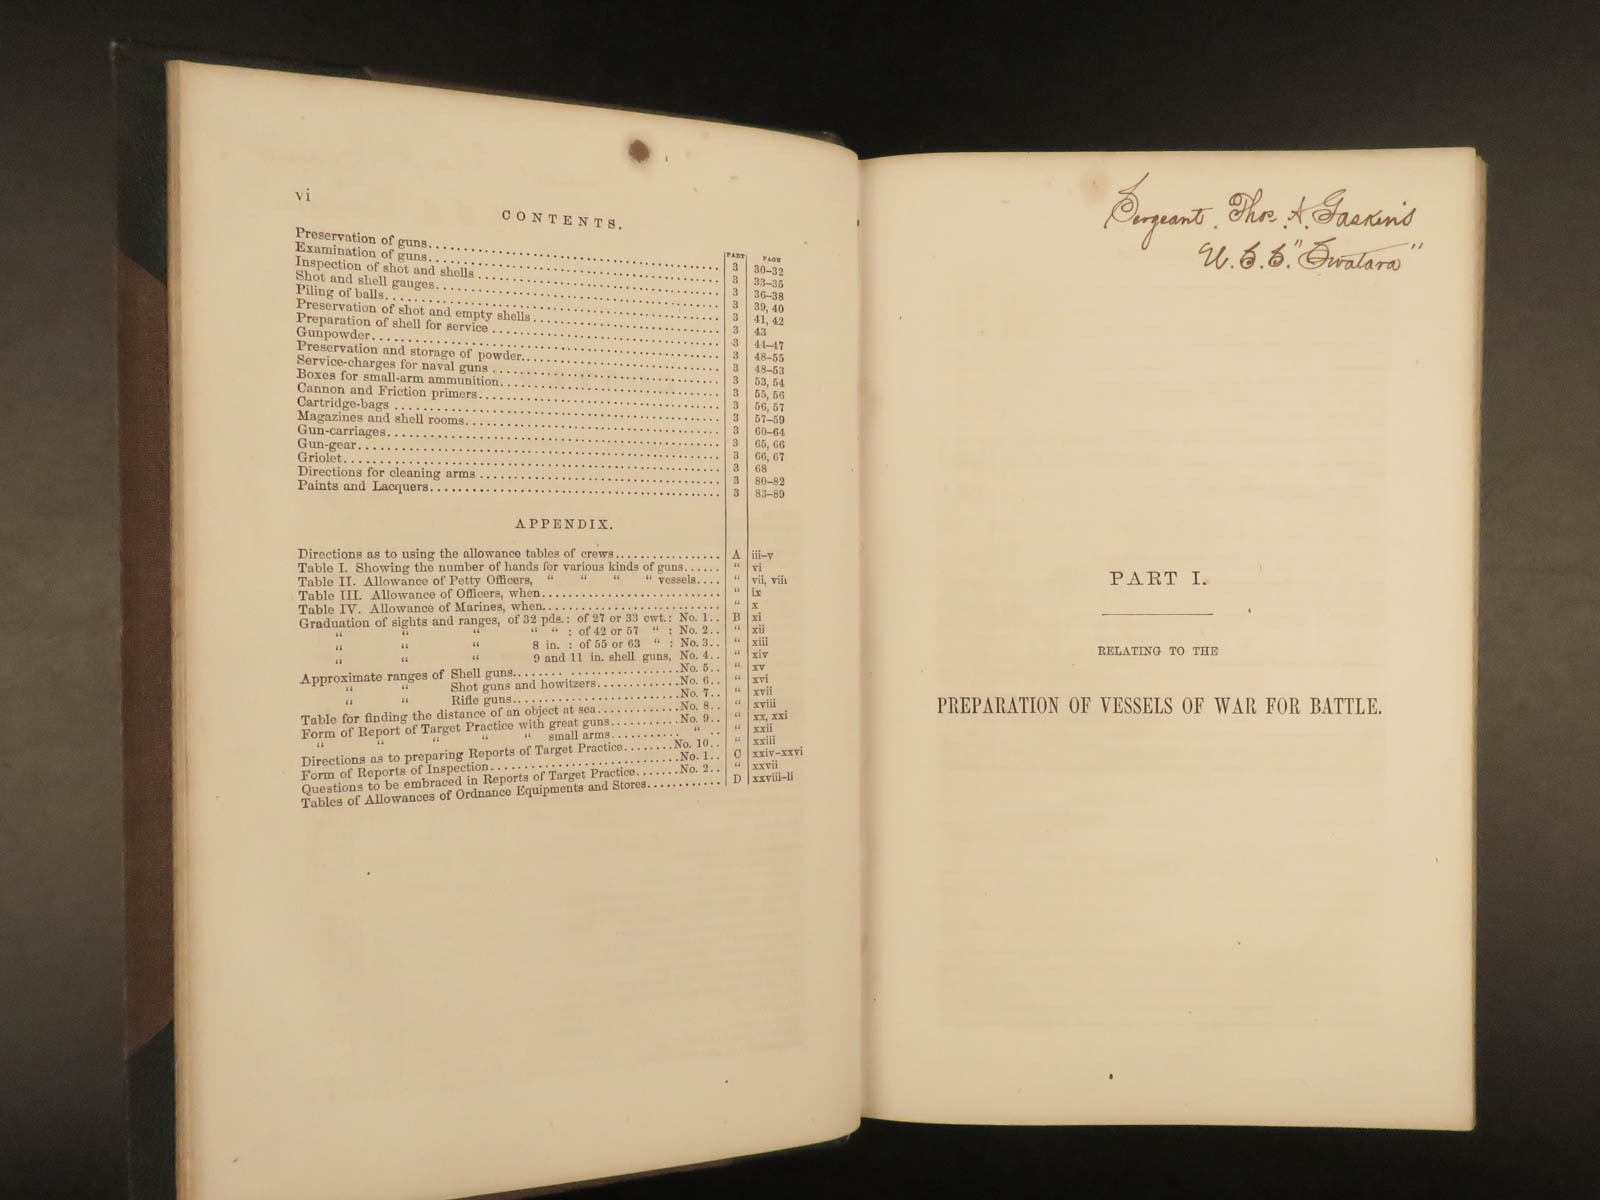 vi
CONTENTS.
PART PAGE
Preservation of guns 3 30–32
Examination of guns 3 33–35
Inspection of shot and shells 3 36–38
Shot and shell gauges 3 39, 40
Piling of balls 3 41, 42
Preservation of shot and empty shells 3 43
Preparation of shell for service 3 44–47
Gunpowder 3 48–55
Preservation and storage of powder 3 48–53
Service-charges for naval guns 3 53, 54
Boxes for small-arm ammunition 3 55, 56
Cannon and Friction primers 3 56, 57
Cartridge-bags 3 57–59
Magazines and shell rooms 3 60–64
Gun-carriages 3 65, 66
Gun-gear 3 66, 67
Griolet 3 68
Directions for cleaning arms 3 80–82
Paints and Lacquers 3 83–89
APPENDIX.
Directions as to using the allowance tables of crews A iii–v
Table I. Showing the number of hands for various kinds of guns " vi
Table II. Allowance of Petty Officers, " " " " vessels " vii, viii
Table III. Allowance of Officers, when " ix
Table IV. Allowance of Marines, when " x
Graduation of sights and ranges, of 32 pds.: of 27 or 33 cwt.: No. 1.. B xi
" " " " " : of 42 or 57 " : No. 2.. " xii
" " " 8 in. : of 55 or 63 " : No. 3.. " xiii
" " " 9 and 11 in. shell guns, No. 4.. " xiv
Approximate ranges of Shell guns No. 5.. " xv
" " Shot guns and howitzers No. 6.. " xvi
" " Rifle guns No. 7.. " xvii
Table for finding the distance of an object at sea No. 8.. " xviii
Form of Report of Target Practice with great guns No. 9.. " xx, xxi
" " " " " small arms " .. " xxii
Directions as to preparing Reports of Target Practice No. 10.. " xxiii
Form of Reports of Inspection No. 1.. C xxiv–xxvi
Questions to be embraced in Reports of Target Practice No. 2.. " xxvii
Tables of Allowances of Ordnance Equipments and Stores D xxviii–li
Sergeant. Thos. A. Gaskin's
U. S. S. "Swatara"
PART I.
RELATING TO THE
PREPARATION OF VESSELS OF WAR FOR BATTLE.